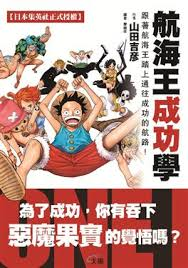 【日本集英社正式授權】
航海王成功學
跟著航海王踏上通往成功的航路！
山田吉彥
ONE
為了成功，你有吞下
惡魔果實的覺悟嗎？
大樂